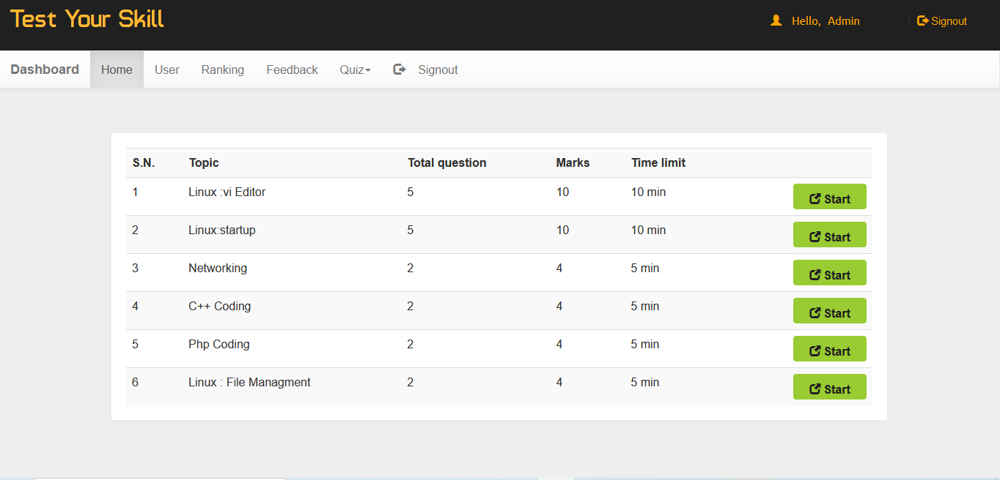 Test Your Skill
Hello, Admin | Signout
Dashboard Home User Ranking Feedback Quiz Signout
S.N. Topic Total question Marks Time limit
1 Linux :vi Editor 5 10 10 min Start
2 Linux:startup 5 10 10 min Start
3 Networking 2 4 5 min Start
4 C++ Coding 2 4 5 min Start
5 Php Coding 2 4 5 min Start
6 Linux : File Managment 2 4 5 min Start